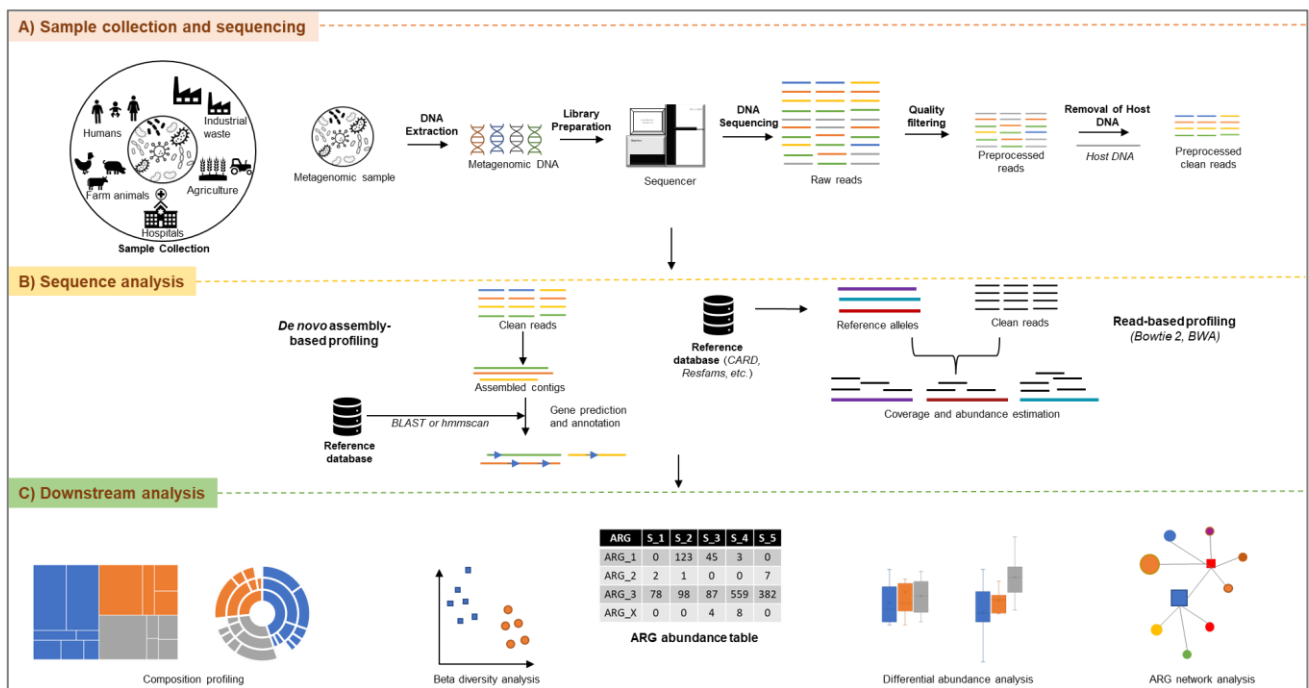 A) Sample collection and sequencing
Humans
Industrial
waste
Farm animals
Agriculture
Hospitals
Sample Collection
Metagenomic sample
DNA
Extraction
Metagenomic DNA
Library
Preparation
Sequencer
DNA
Sequencing
Raw reads
Quality
filtering
Preprocessed
reads
Removal of Host
DNA
Host DNA
Preprocessed
clean reads
B) Sequence analysis
De novo assembly-
based profiling
Clean reads
Assembled contigs
Reference
database
BLAST or hmmscan
Gene prediction
and annotation
Reference
database (CARD,
Resfams, etc.)
Reference alleles
Clean reads
Coverage and abundance estimation
Read-based profiling
(Bowtie 2, BWA)
C) Downstream analysis
Composition profiling
Beta diversity analysis
ARG S_1 S_2 S_3 S_4 S_5
ARG_1 0 123 45 3 0
ARG_2 2 1 0 0 7
ARG_3 78 98 87 559 382
ARG_X 0 0 4 8 0
ARG abundance table
Differential abundance analysis
ARG network analysis